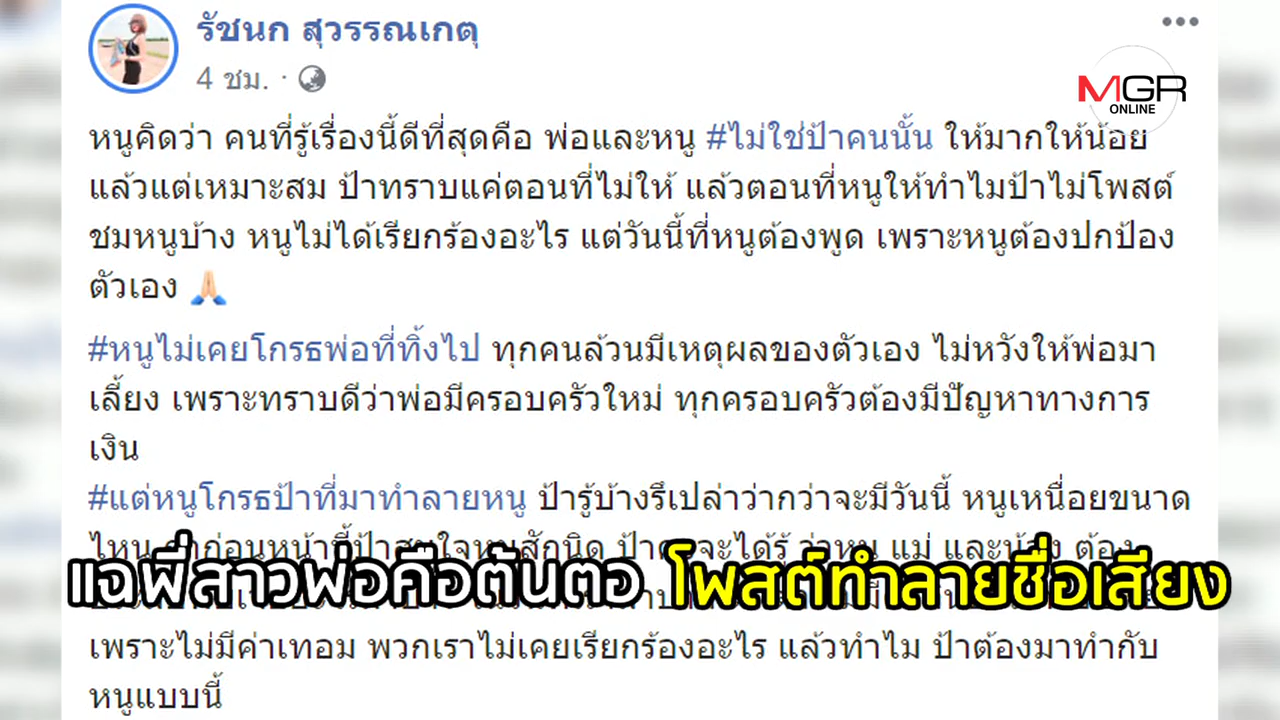 รัชนก สุวรรณเกตุ
4 ชม. ·
MGR
ONLINE
หนูคิดว่า คนที่รู้เรื่องนี้ดีที่สุดคือ พ่อและหนู #ไม่ใช่ป้าคนนั้น ให้มากให้น้อย
แล้วแต่เหมาะสม ป้าทราบแค่ตอนที่ไม่ให้ แล้วตอนที่หนูให้ทำไมป้าไม่โพสต์
ชมหนูบ้าง หนูไม่ได้เรียกร้องอะไร แต่วันนี้ที่หนูต้องพูด เพราะหนูต้องปกป้อง
ตัวเอง 🙏🏻
#หนูไม่เคยโกรธพ่อที่ทิ้งไป ทุกคนล้วนมีเหตุผลของตัวเอง ไม่หวังให้พ่อมา
เลี้ยง เพราะทราบดีว่าพ่อมีครอบครัวใหม่ ทุกครอบครัวต้องมีปัญหาทางการ
เงิน
#แต่หนูโกรธป้าที่มาทำลายหนู ป้ารู้บ้างรึเปล่าว่ากว่าจะมีวันนี้ หนูเหนื่อยขนาด
แฉพี่สาวพ่อคือต้นตอ โพสต์ทำลายชื่อเสียง
เพราะไม่มีค่าเทอม พวกเราไม่เคยเรียกร้องอะไร แล้วทำไม ป้าต้องมาทำกับ
หนูแบบนี้